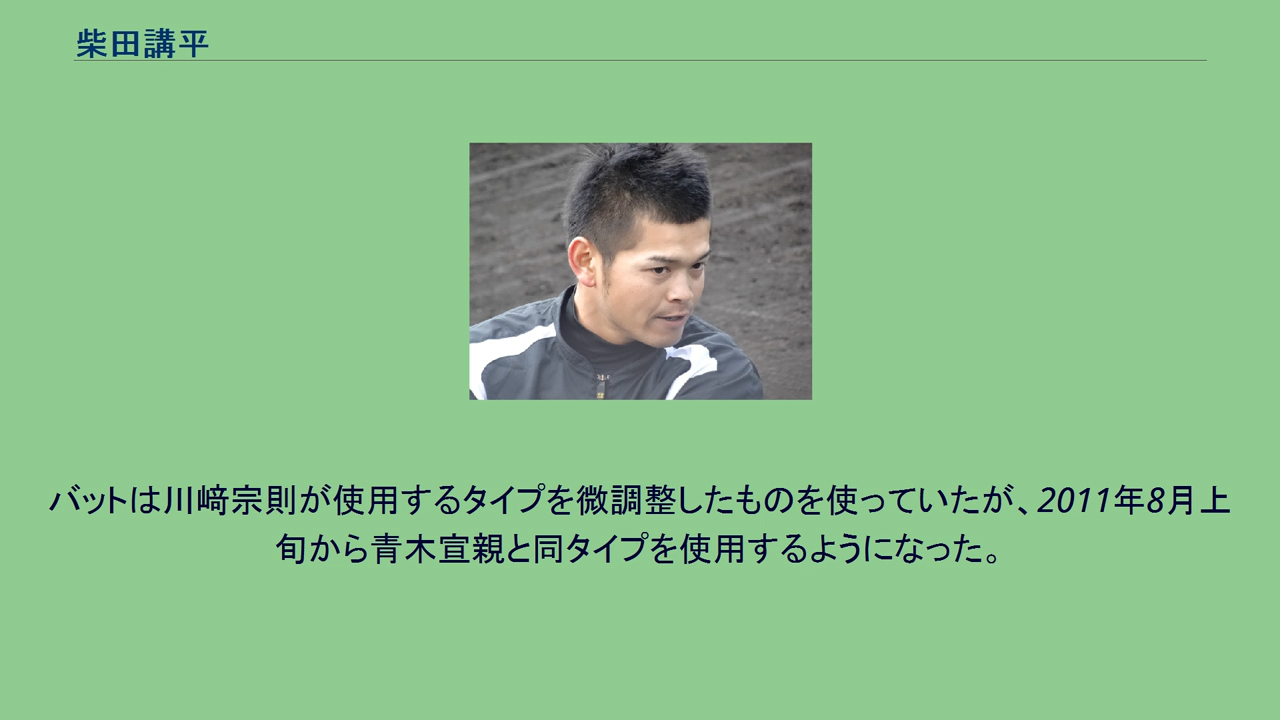 柴田講平
バットは川﨑宗則が使用するタイプを微調整したものを使っていたが、2011年8月上
旬から青木宣親と同タイプを使用するようになった。